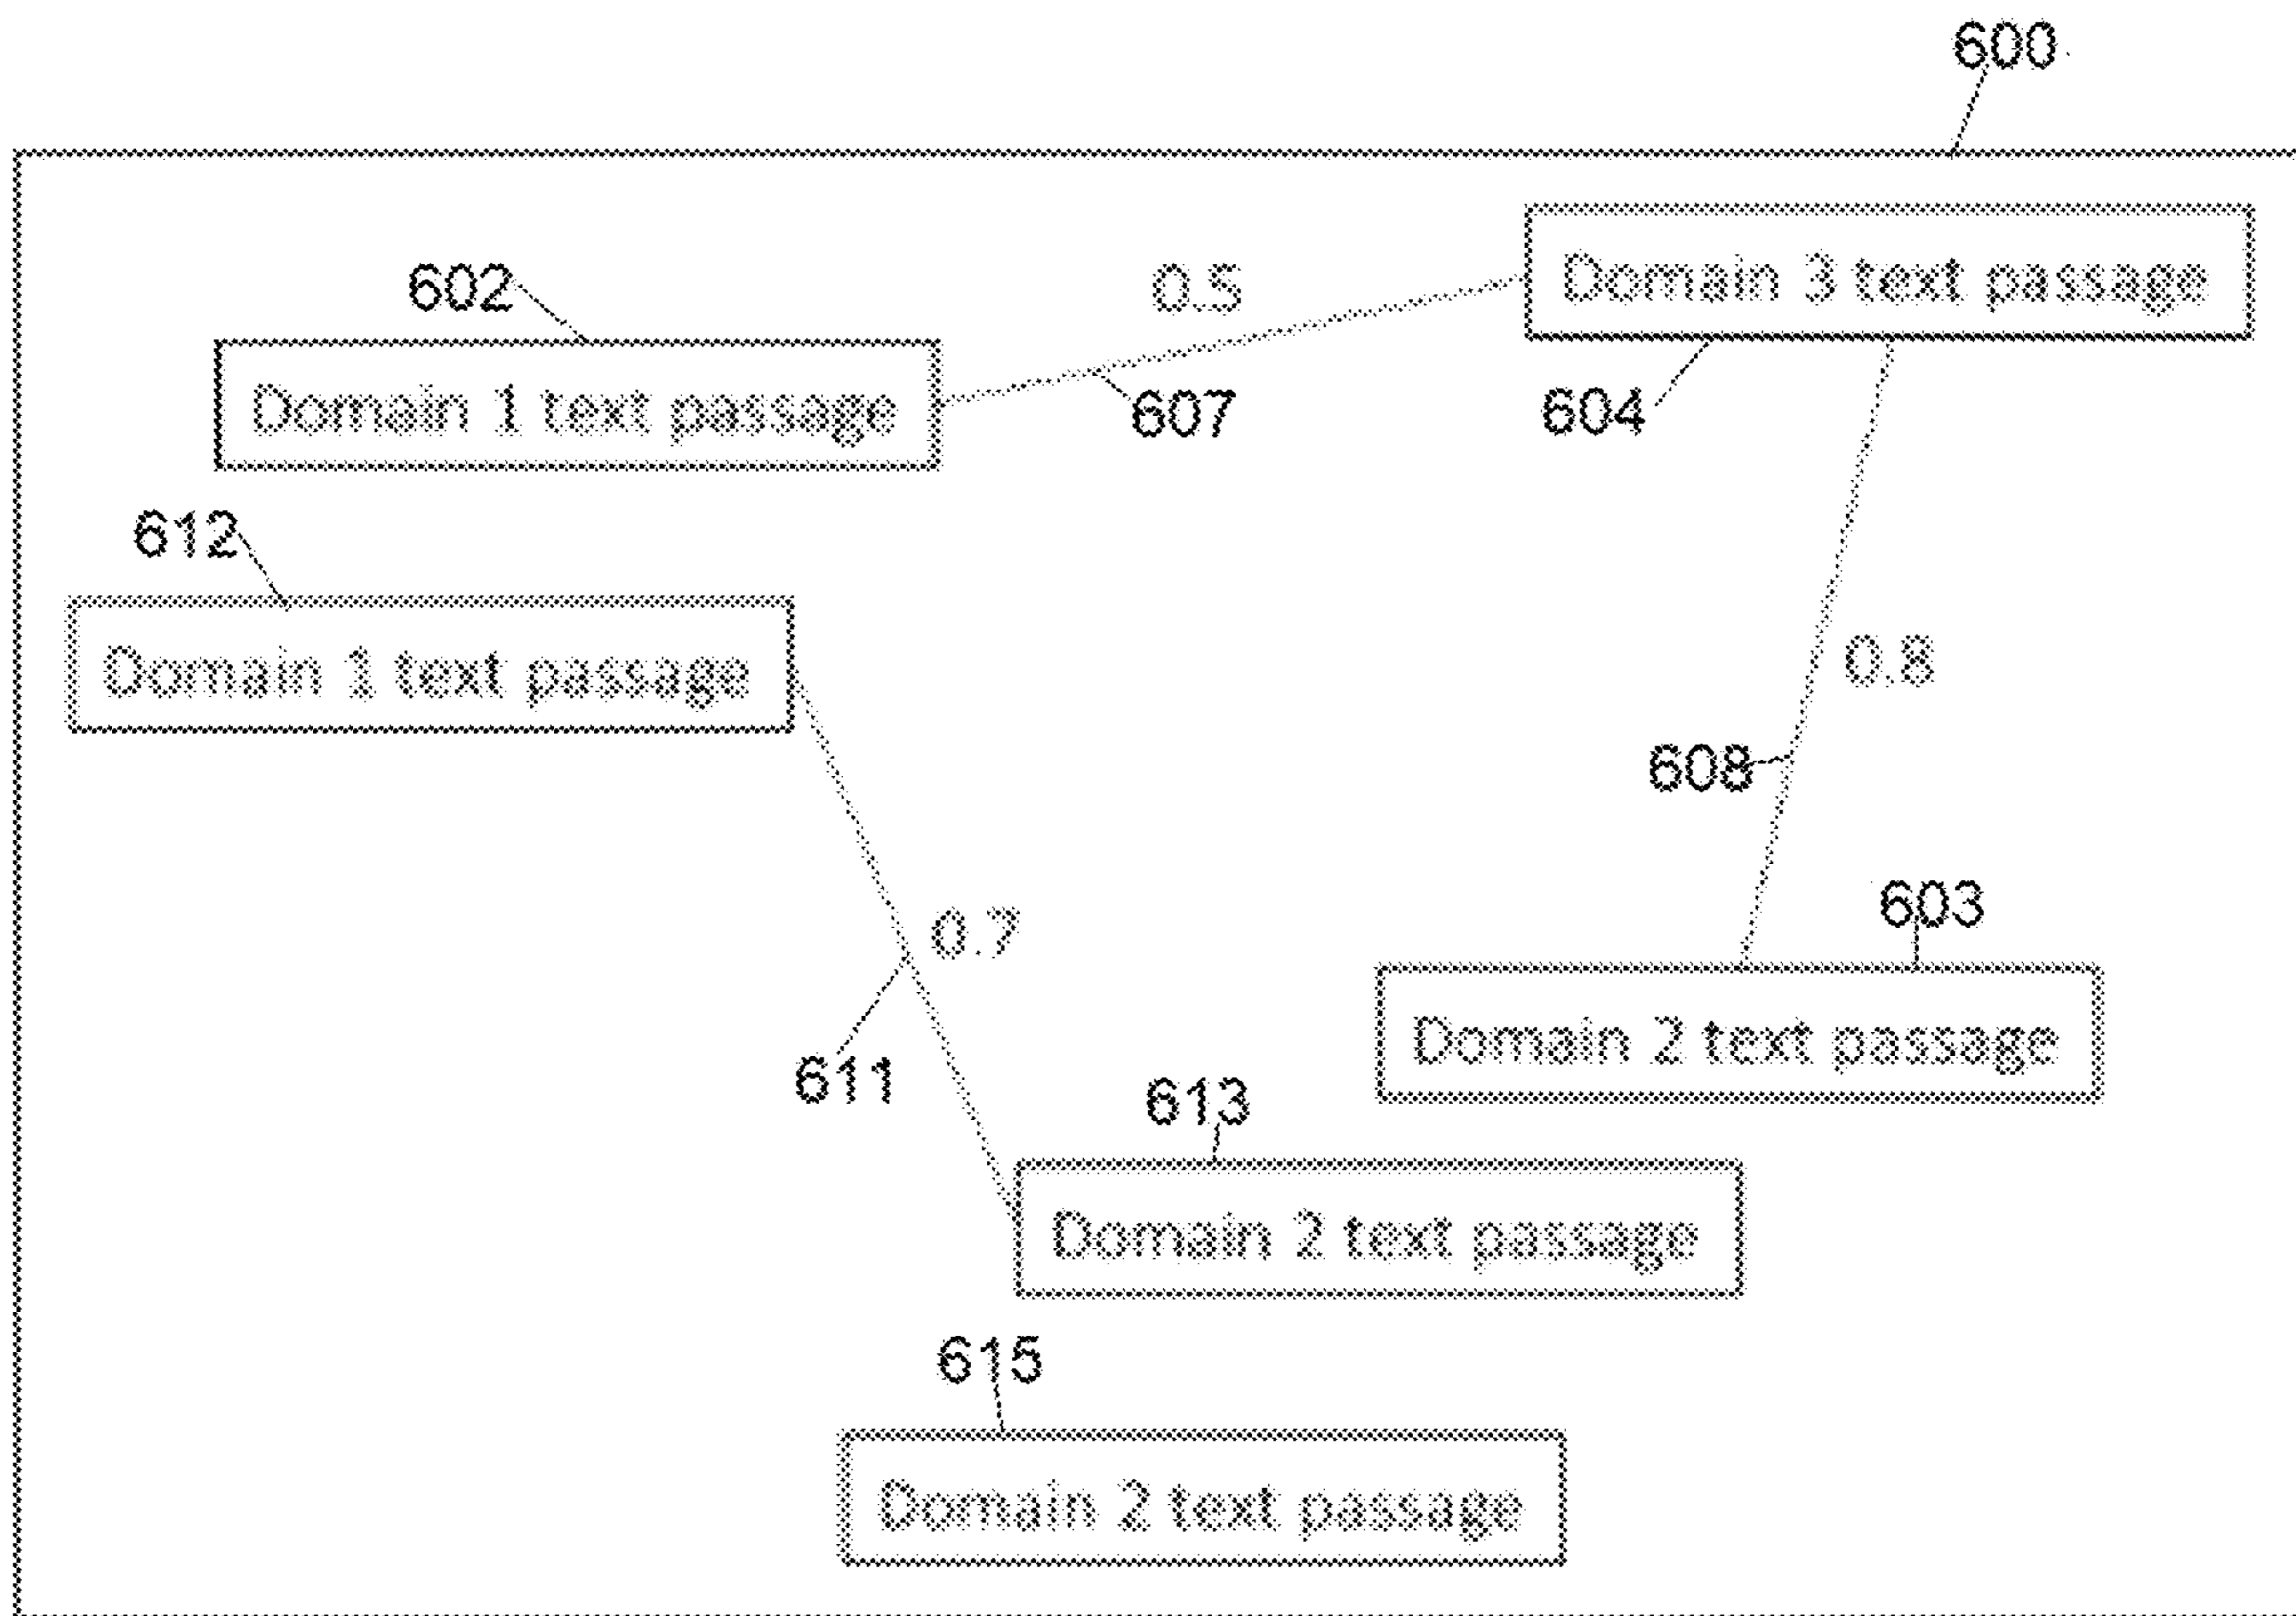 600
602
0.5
Domain 3 text passage
Domain 1 text passage
607
604
612
Domain 1 text passage
0.8
608
0.7
603
Domain 2 text passage
611
613
Domain 2 text passage
615
Domain 2 text passage